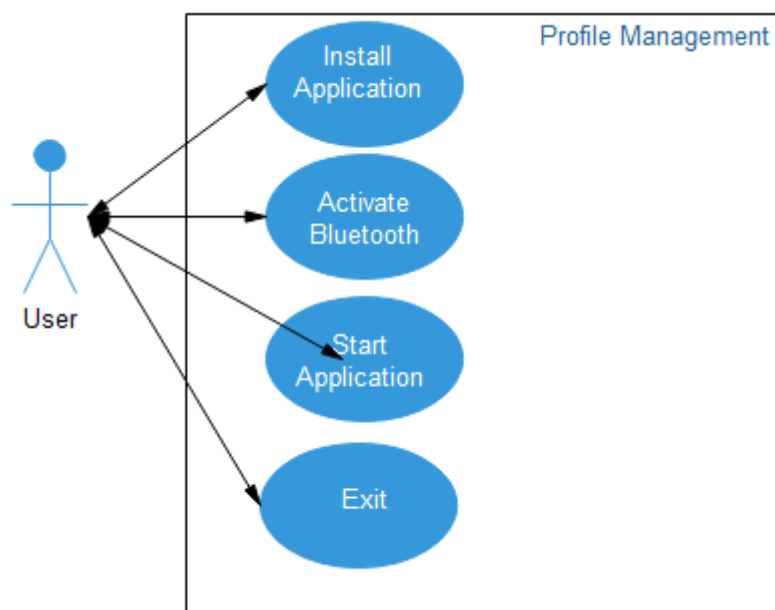 Profile Management
Install
Application
Activate
Bluetooth
User
Start
Application
Exit